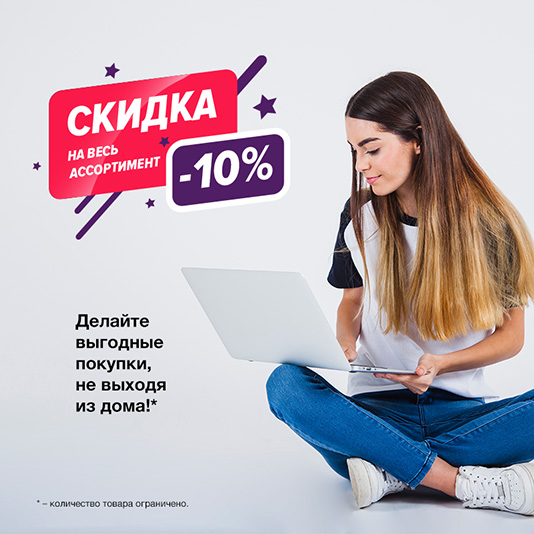 СКИДКА
НА ВЕСЬ
АССОРТИМЕНТ
-10%
Делайте
выгодные
покупки,
не выходя
из дома!*
* – количество товара ограничено.